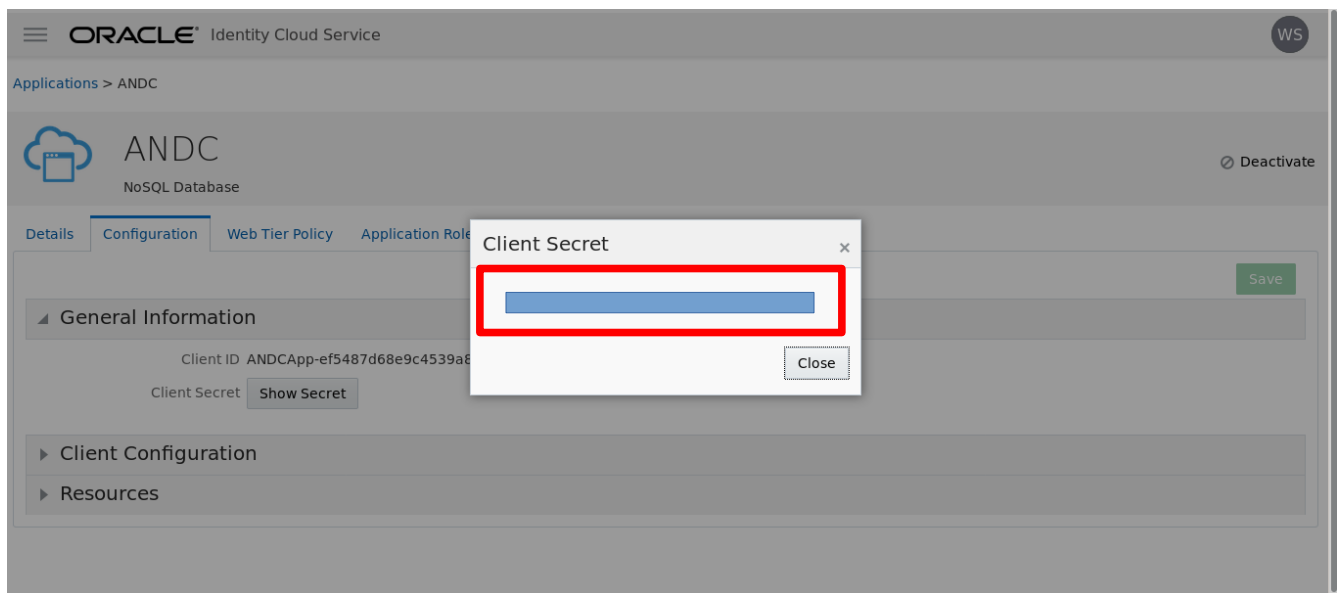 ORACLE® Identity Cloud Service
WS
Applications > ANDC
ANDC
NoSQL Database
Deactivate
Details Configuration Web Tier Policy Application Role
Client Secret ×
Save
General Information
Client ID ANDCApp-ef5487d68e9c4539a8
Close
Client Secret Show Secret
Client Configuration
Resources